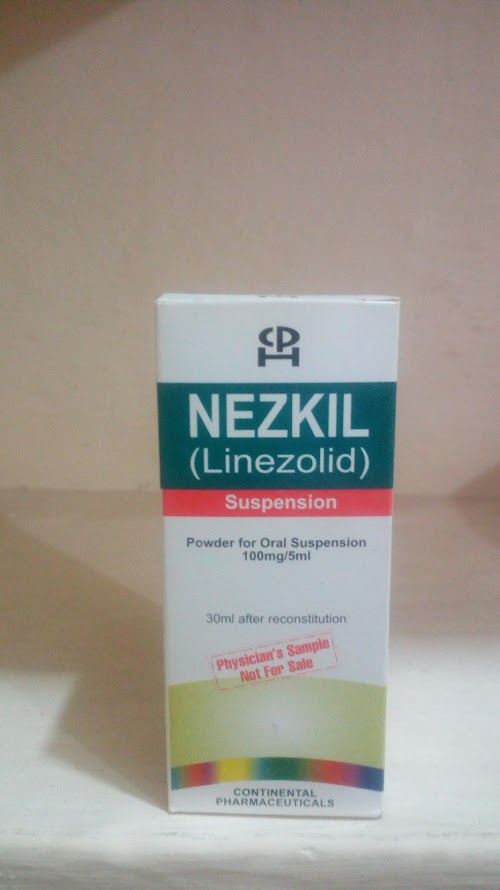 CPH
NEZKIL
(Linezolid)
Suspension
Powder for Oral Suspension
100mg/5ml
30ml after reconstitution
Physician's Sample
Not For Sale
CONTINENTAL
PHARMACEUTICALS